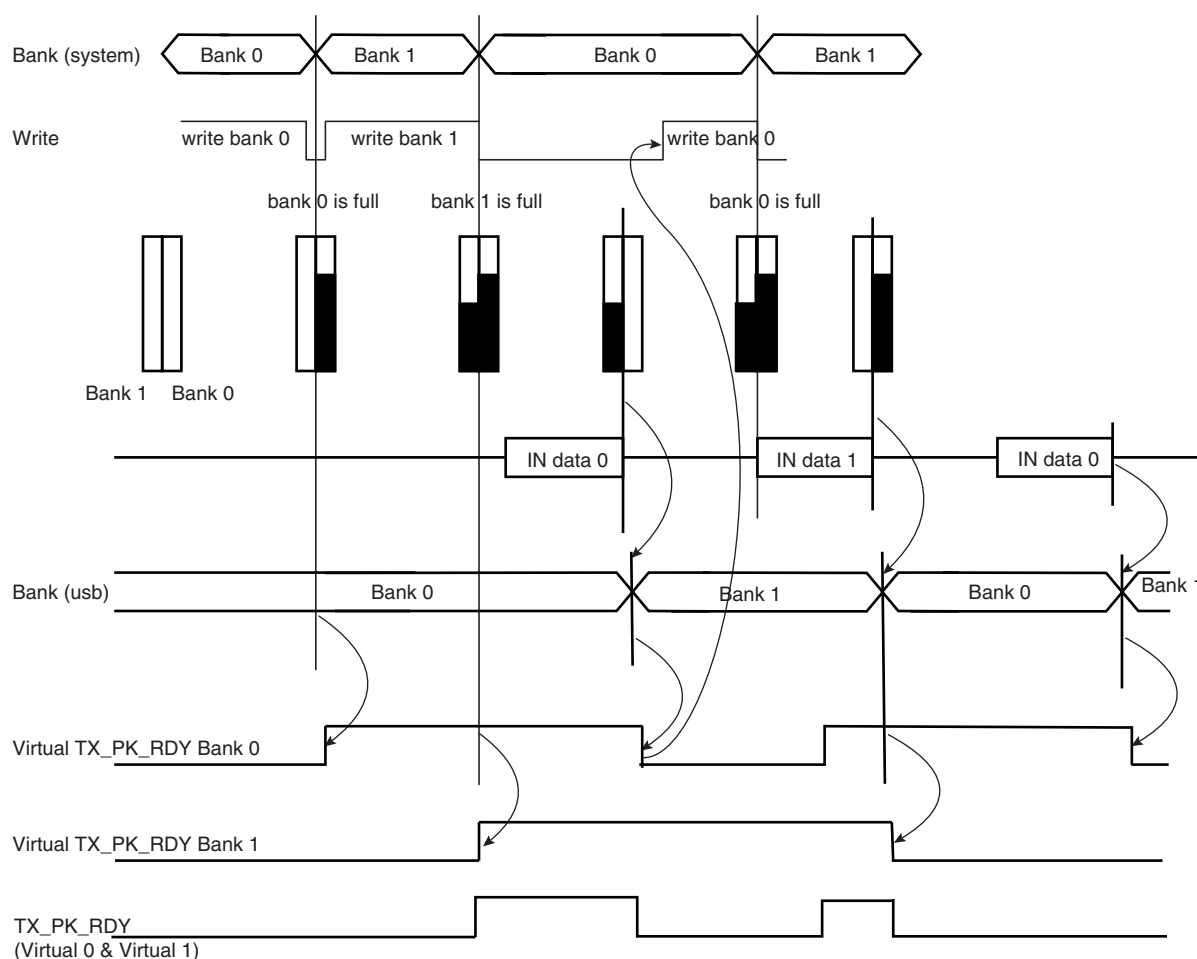 Bank (system) Bank 0 Bank 1 Bank 0 Bank 1
Write write bank 0 write bank 1 write bank 0
bank 0 is full bank 1 is full bank 0 is full
Bank 1 Bank 0
IN data 0 IN data 1 IN data 0
Bank (usb) Bank 0 Bank 1 Bank 0 Bank 1
Virtual TX_PK_RDY Bank 0
Virtual TX_PK_RDY Bank 1
TX_PK_RDY
(Virtual 0 & Virtual 1)